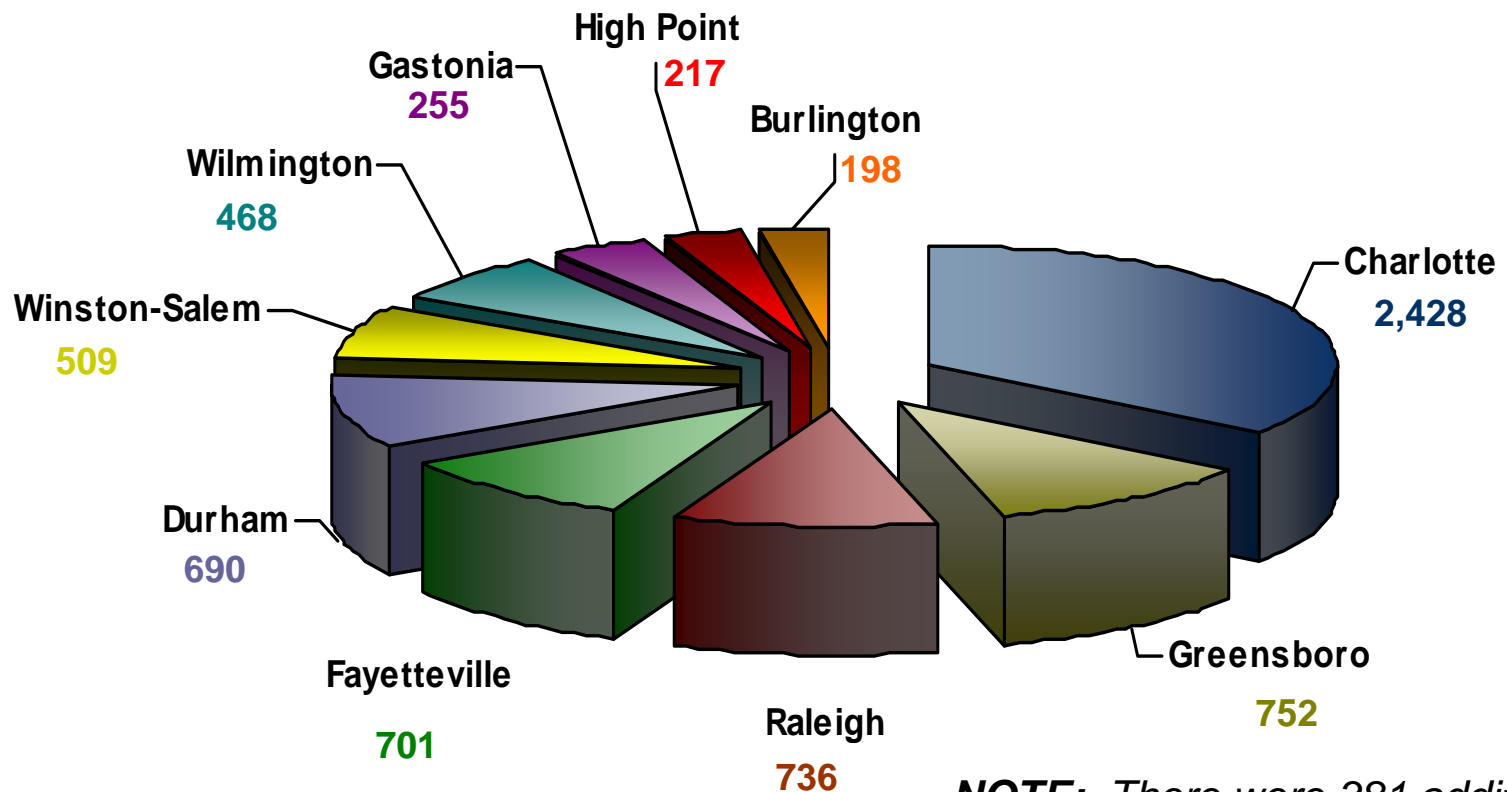 High Point
217
Gastonia
255
Burlington
198
Wilmington
468
Charlotte
2,428
Winston-Salem
509
Durham
690
Greensboro
752
Fayetteville
701
Raleigh
736
NOTE: There were 281